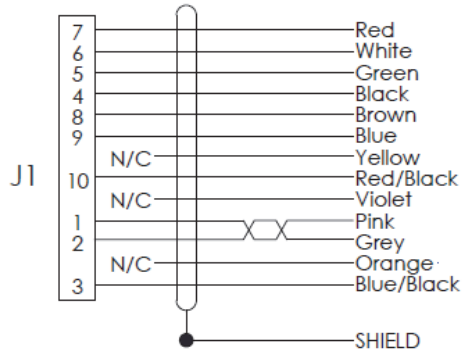 7 Red
6 White
5 Green
4 Black
8 Brown
9 Blue
N/C Yellow
J1
10 Red/Black
N/C Violet
1 Pink
2 Grey
N/C Orange
3 Blue/Black
SHIELD